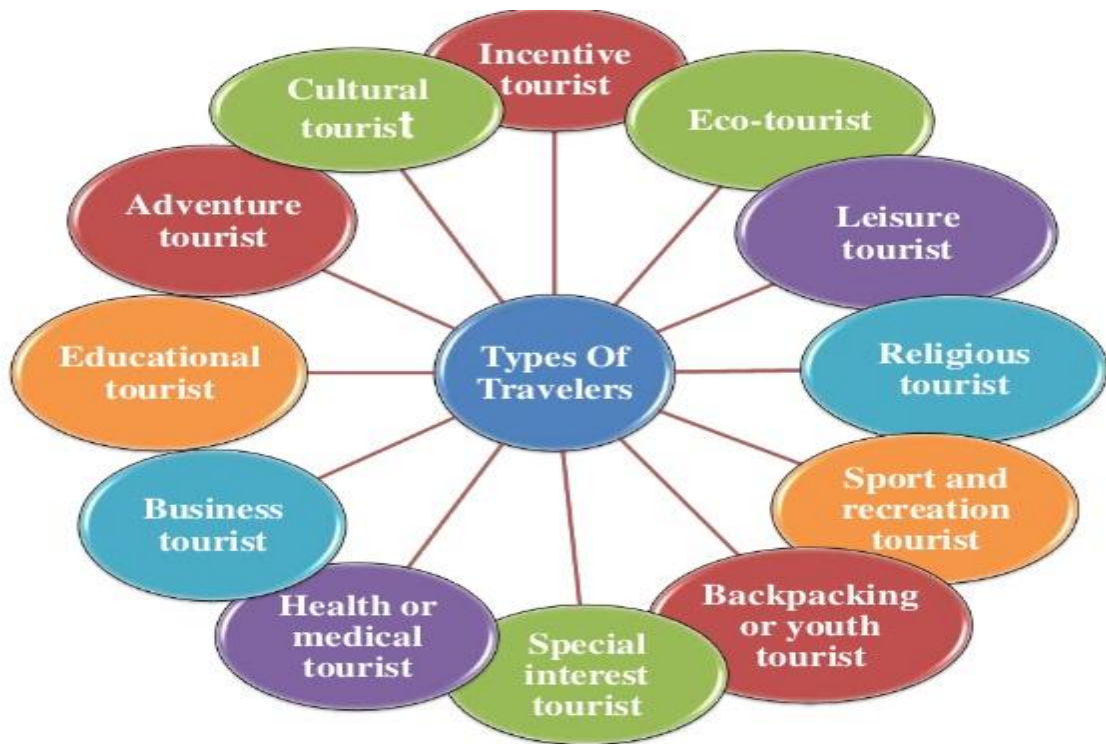 Incentive
tourist
Eco-tourist
Leisure
tourist
Religious
tourist
Sport and
recreation
tourist
Backpacking
or youth
tourist
Special
interest
tourist
Health or
medical
tourist
Business
tourist
Educational
tourist
Adventure
tourist
Cultural
tourist
Types Of
Travelers